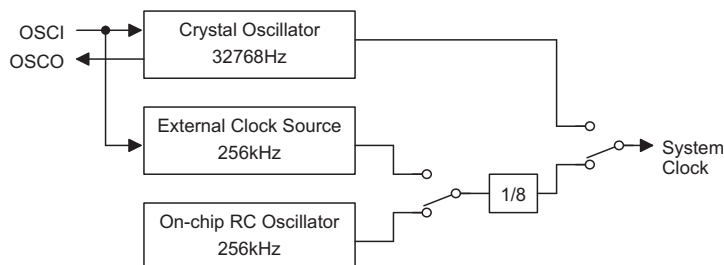 OSCI
OSCO
Crystal Oscillator
32768Hz
External Clock Source
256kHz
On-chip RC Oscillator
256kHz
1/8
System
Clock